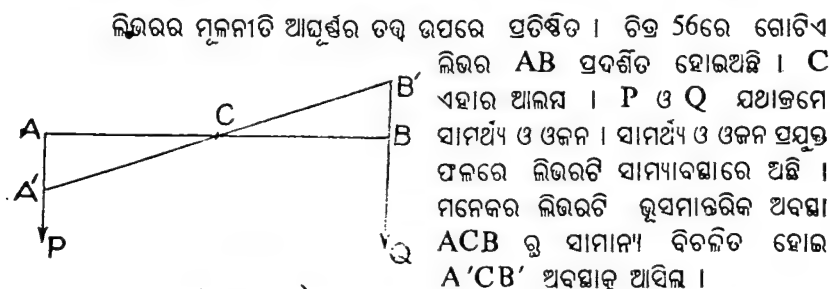 ଲିଭରର ମୂଳନୀତି ଆଘୂର୍ଣ୍ଣର ତତ୍ତ୍ୱ ଉପରେ ପ୍ରତିଷ୍ଠିତ । ଚିତ୍ର 56ରେ ଗୋଟିଏ
ଲିଭର AB ପ୍ରଦର୍ଶିତ ହୋଇଅଛି । C
ଏହାର ଆଲମ୍ବ । P ଓ Q ଯଥାକ୍ରମେ
ସାମର୍ଥ୍ୟ ଓ ଓଜନ । ସାମର୍ଥ୍ୟ ଓ ଓଜନ ପ୍ରଯୁକ୍ତ
ଫଳରେ ଲିଭରଟି ସାମ୍ୟାବସ୍ଥାରେ ଅଛି ।
ମନେକର ଲିଭରଟି ଭୂସମାନ୍ତରିକ ଅବସ୍ଥା
ACB ରୁ ସାମାନ୍ୟ ବିଚଳିତ ହୋଇ
A′CB′ ଅବସ୍ଥାକୁ ଆସିଲା ।
B′
C
A
B
A′
P
Q